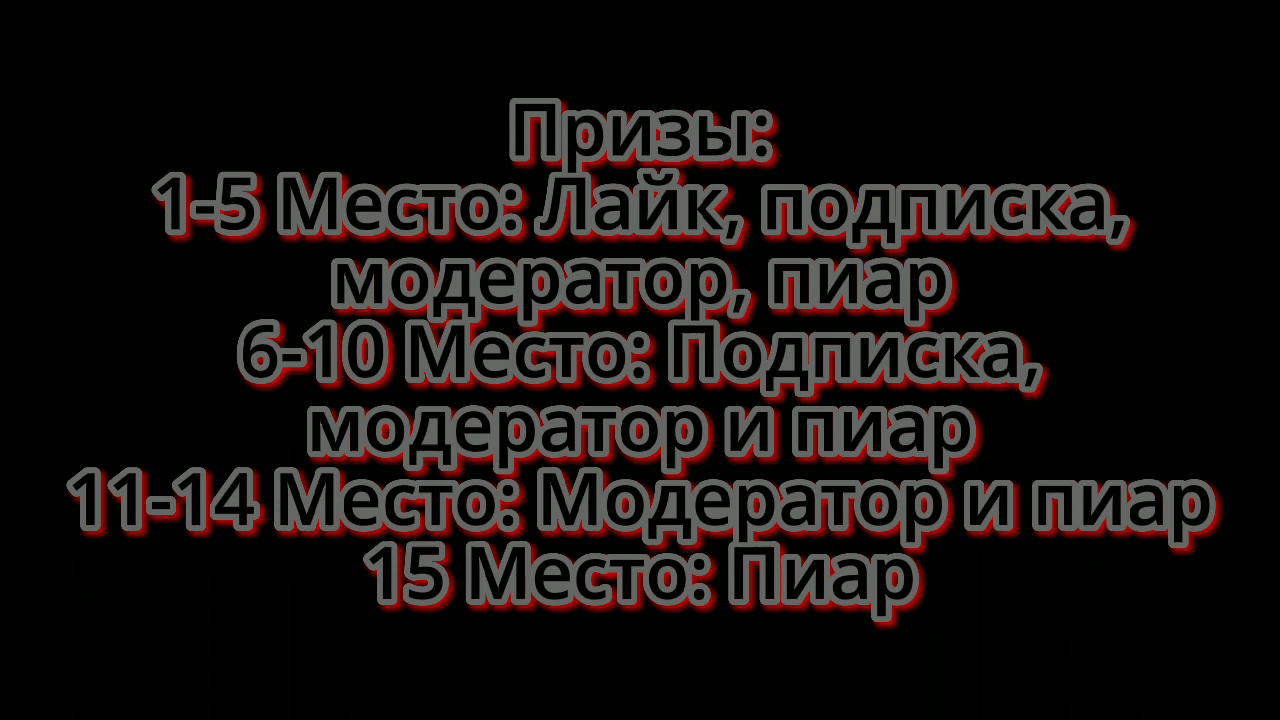 Призы:
1-5 Место: Лайк, подписка,
модератор, пиар
6-10 Место: Подписка,
модератор и пиар
11-14 Место: Модератор и пиар
15 Место: Пиар